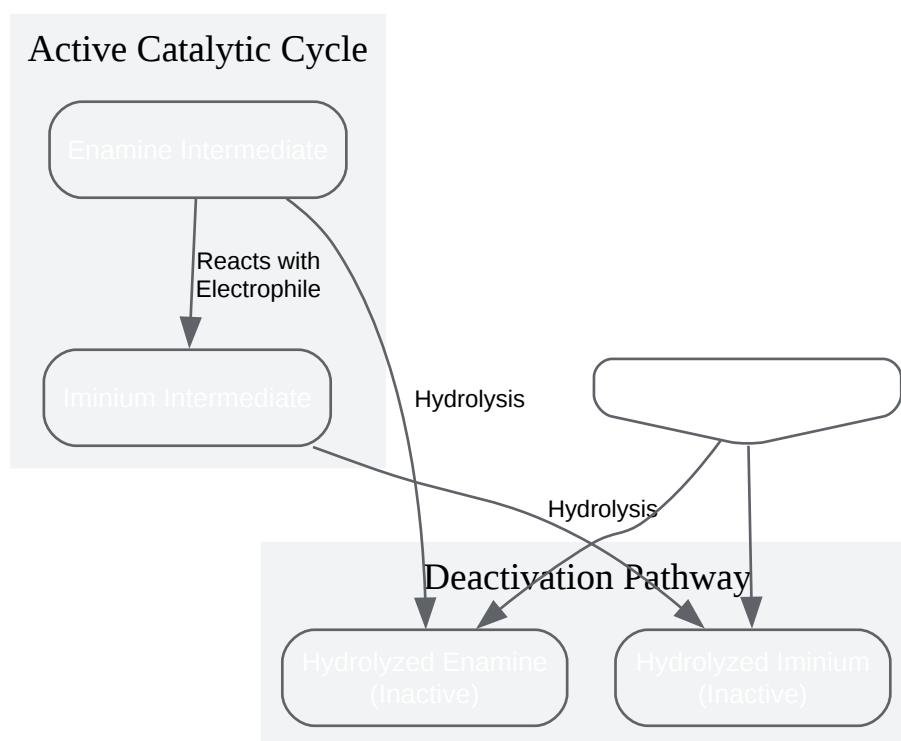 Active Catalytic Cycle
Enamine Intermediate
Reacts with
Electrophile
Iminium Intermediate
Hydrolysis
Hydrolysis
Deactivation Pathway
Hydrolyzed Enamine
(Inactive)
Hydrolyzed Iminium
(Inactive)